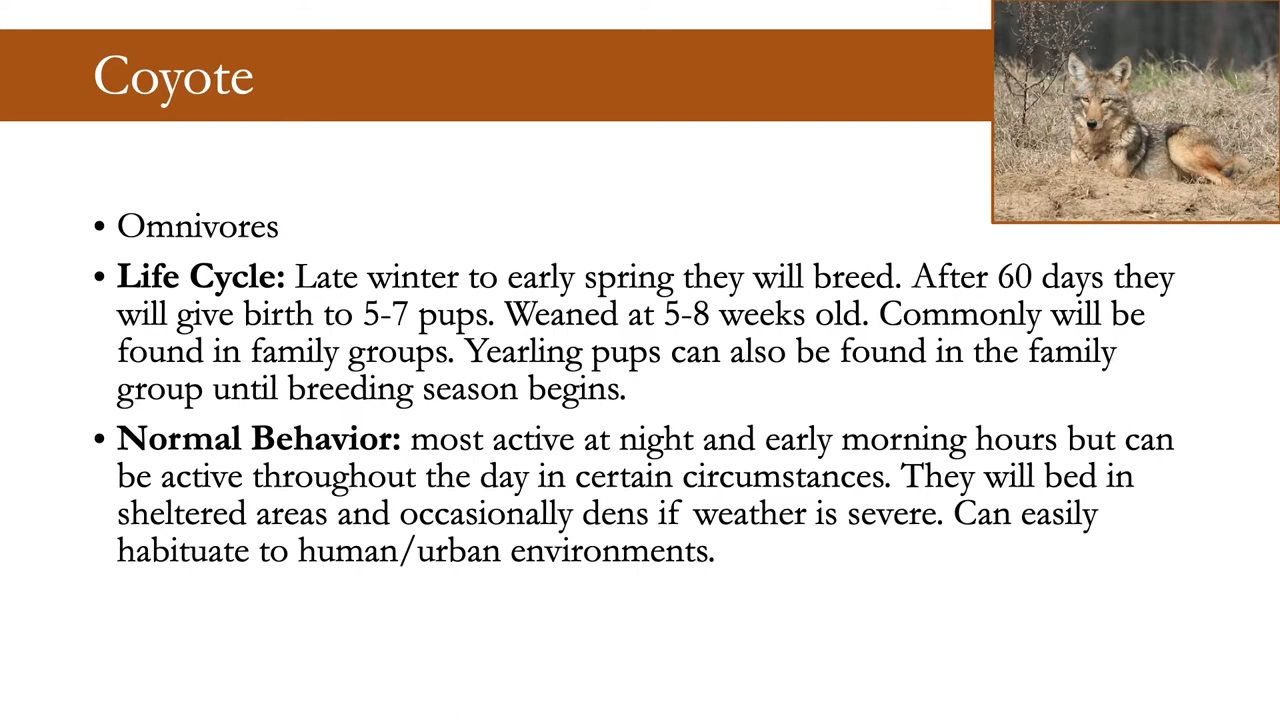 Coyote
• Omnivores
• Life Cycle: Late winter to early spring they will breed. After 60 days they
will give birth to 5-7 pups. Weaned at 5-8 weeks old. Commonly will be
found in family groups. Yearling pups can also be found in the family
group until breeding season begins.
• Normal Behavior: most active at night and early morning hours but can
be active throughout the day in certain circumstances. They will bed in
sheltered areas and occasionally dens if weather is severe. Can easily
habituate to human/urban environments.